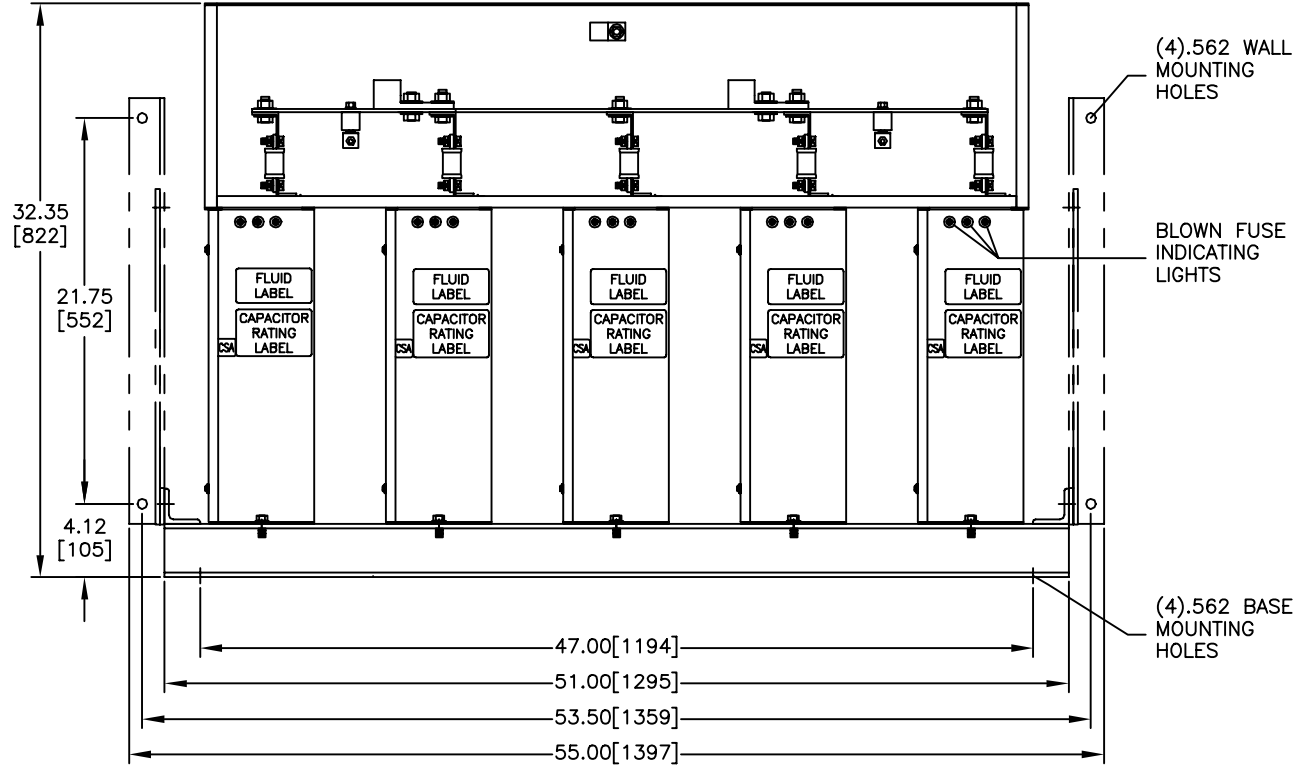 (4).562 WALL
MOUNTING
HOLES
32.35
[822]
21.75
[552]
4.12
[105]
BLOWN FUSE
INDICATING
LIGHTS
FLUID
LABEL
CAPACITOR
RATING
LABEL
CSA
FLUID
LABEL
CAPACITOR
RATING
LABEL
CSA
FLUID
LABEL
CAPACITOR
RATING
LABEL
CSA
FLUID
LABEL
CAPACITOR
RATING
LABEL
CSA
FLUID
LABEL
CAPACITOR
RATING
LABEL
CSA
(4).562 BASE
MOUNTING
HOLES
47.00[1194]
51.00[1295]
53.50[1359]
55.00[1397]